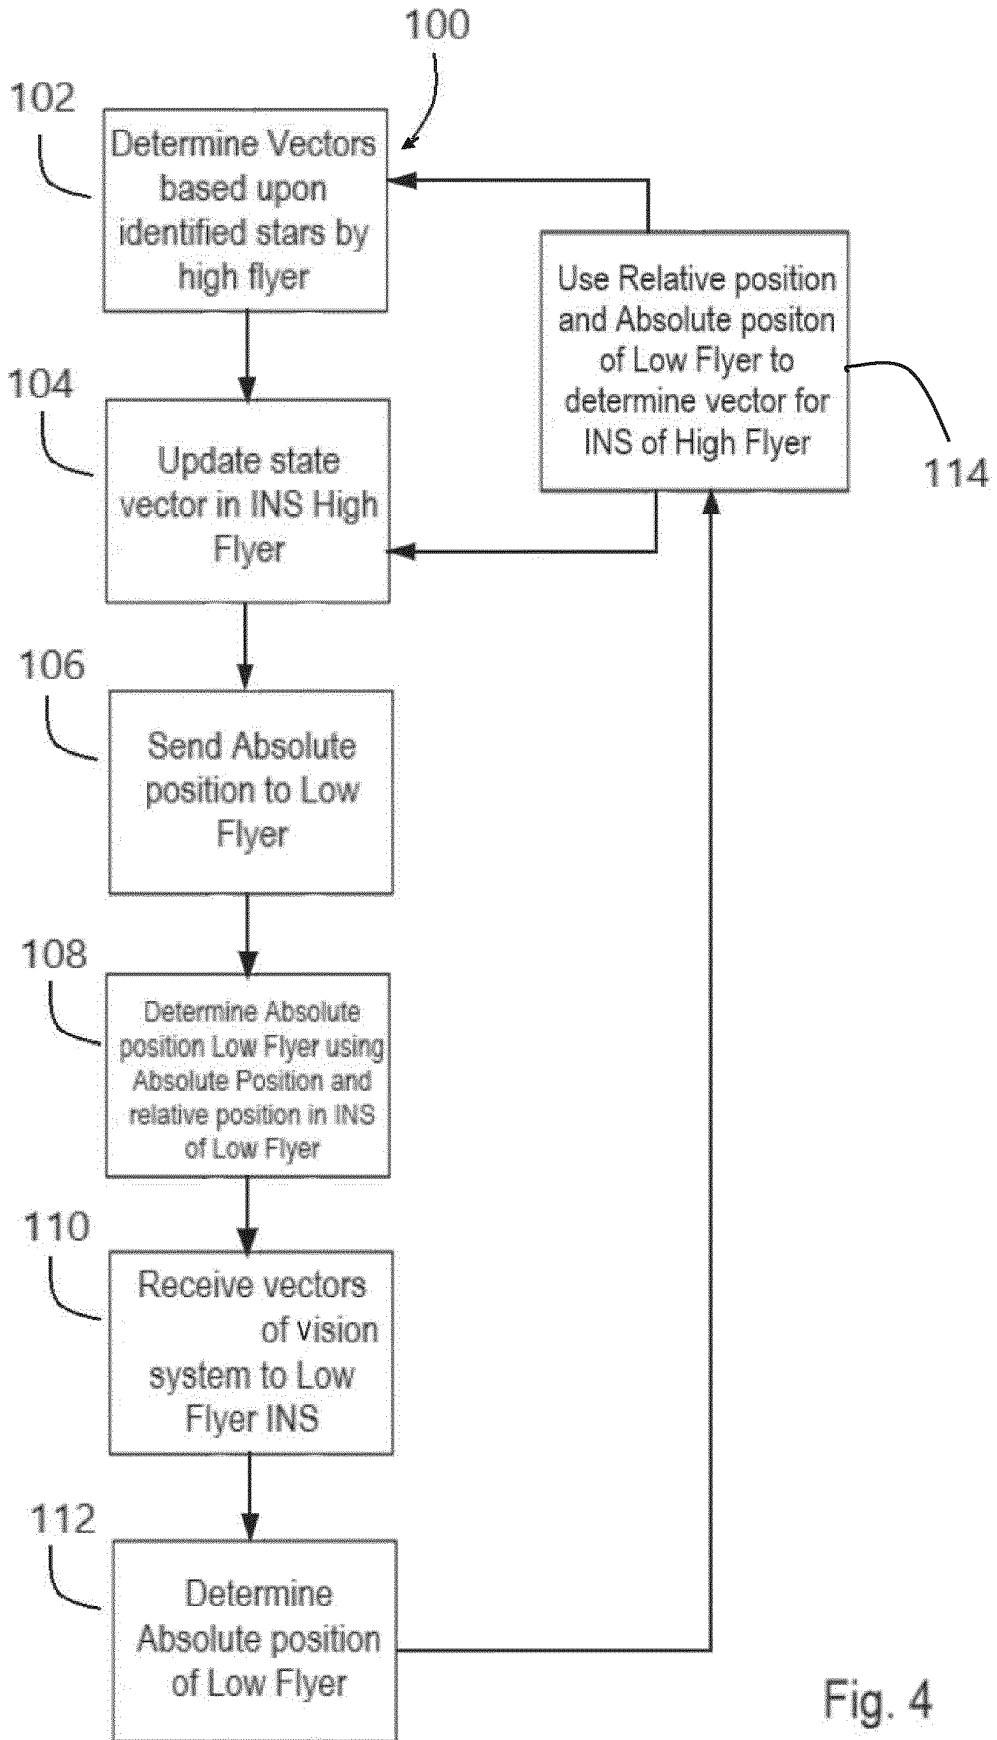 100
102
Determine Vectors
based upon
identified stars by
high flyer
Use Relative position
and Absolute positon
of Low Flyer to
determine vector for
INS of High Flyer
114
104
Update state
vector in INS High
Flyer
106
Send Absolute
position to Low
Flyer
108
Determine Absolute
position Low Flyer using
Absolute Position and
relative position in INS
of Low Flyer
110
Receive vectors
of vision
system to Low
Flyer INS
112
Determine
Absolute position
of Low Flyer
Fig. 4